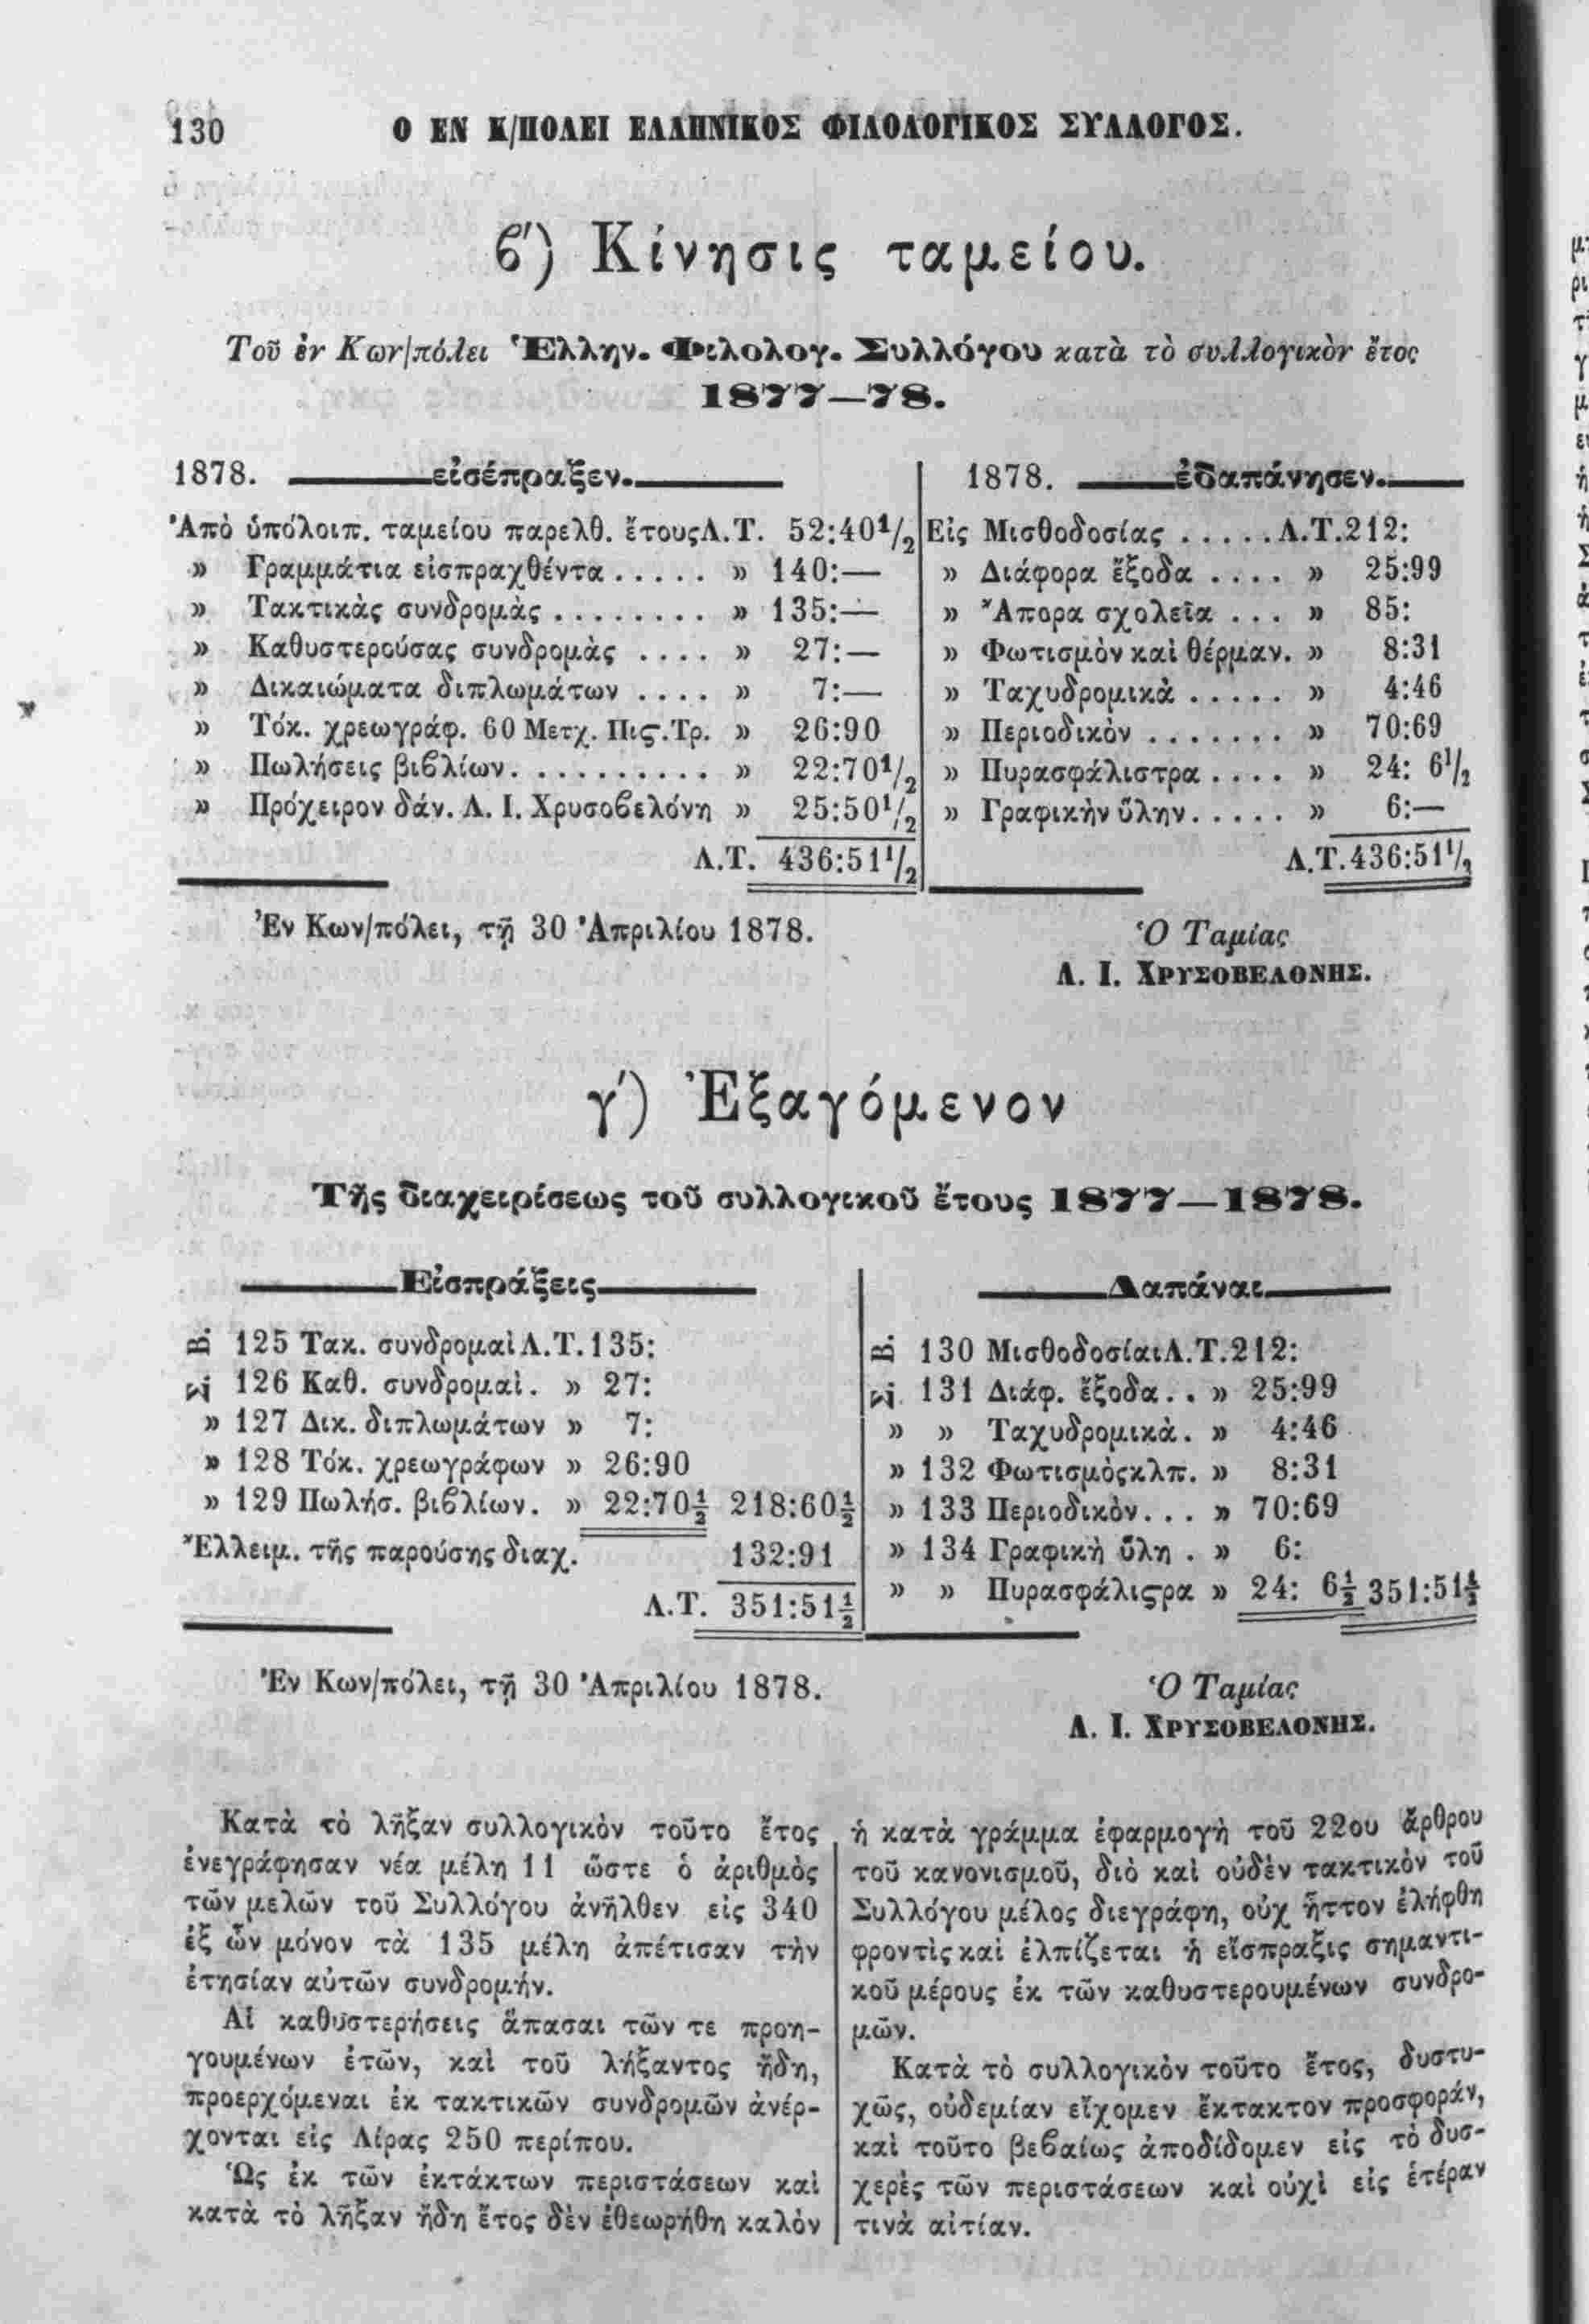 130 Ο ΕΝ Κ/ΠΟΛΕΙ ΕΛΛΗΝΙΚΟΣ ΦΙΛΟΛΟΓΙΚΟΣ ΣΥΛΛΟΓΟΣ.
β') Κίνησις ταμείου.
Τοῦ ἐν Κων/πόλει Ἑλλην. Φιλολογ. Συλλόγου κατὰ τὸ συλλογικὸν ἔτος
1877—78.
1878. εἰσέπραξεν.
Ἀπὸ ὑπόλοιπ. ταμείου παρελθ. ἔτους Λ.Τ. 52:40½
» Γραμμάτια εἰσπραχθέντα ..... » 140:—
» Τακτικὰς συνδρομὰς ........ » 135:—
» Καθυστερούσας συνδρομὰς .... » 27:—
» Δικαιώματα διπλωμάτων .... » 7:—
» Τόκ. χρεωγράφ. 60 Μετχ. Πιϛ.Τρ. » 26:90
» Πωλήσεις βιβλίων.......... » 22:70½
» Πρόχειρον δάν. Λ. Ι. Χρυσοβελόνη » 25:50½
Λ.Τ. 436:51½
1878. ἐδαπάνησεν.
Εἰς Μισθοδοσίας ..... Λ.Τ.212:
» Διάφορα ἔξοδα .... » 25:99
» Ἄπορα σχολεῖα ... » 85:
» Φωτισμὸν καὶ θέρμαν. » 8:31
» Ταχυδρομικὰ ..... » 4:46
» Περιοδικὸν ....... » 70:69
» Πυρασφάλιστρα .... » 24: 6½
» Γραφικὴν ὕλην..... » 6:—
Λ.Τ.436:51½
Ἐν Κων/πόλει, τῇ 30 Ἀπριλίου 1878.
Ὁ Ταμίας
Λ. Ι. ΧΡΥΣΟΒΕΛΟΝΗΣ.
γ') Ἐξαγόμενον
Τῆς διαχειρίσεως τοῦ συλλογικοῦ ἔτους 1877—1878.
Εἰσπράξεις
Σ. Β. 125 Τακ. συνδρομαὶ Λ.Τ.135:
126 Καθ. συνδρομαὶ. » 27:
» 127 Δικ. διπλωμάτων » 7:
» 128 Τόκ. χρεωγράφων » 26:90
» 129 Πωλήσ. βιβλίων. » 22:70½ 218:60½
Ἔλλειμ. τῆς παρούσης διαχ. 132:91
Λ.Τ. 351:51½
Δαπάναι
Σ. Β. 130 Μισθοδοσίαι Λ.Τ.212:
131 Διάφ. ἔξοδα.. » 25:99
» » Ταχυδρομικὰ. » 4:46
» 132 Φωτισμὸς κλπ. » 8:31
» 133 Περιοδικὸν... » 70:69
» 134 Γραφικὴ ὕλη . » 6:
» » Πυρασφάλιϛρα » 24: 6½ 351:51½
Ἐν Κων/πόλει, τῇ 30 Ἀπριλίου 1878.
Ὁ Ταμίας
Λ. Ι. ΧΡΥΣΟΒΕΛΟΝΗΣ.
Κατὰ τὸ λῆξαν συλλογικὸν τοῦτο ἔτος
ἐνεγράφησαν νέα μέλη 11 ὥστε ὁ ἀριθμὸς
τῶν μελῶν τοῦ Συλλόγου ἀνῆλθεν εἰς 340
ἐξ ὧν μόνον τὰ 135 μέλη ἀπέτισαν τὴν
ἐτησίαν αὐτῶν συνδρομήν.
Αἱ καθυστερήσεις ἅπασαι τῶν τε προη-
γουμένων ἐτῶν, καὶ τοῦ λήξαντος ἤδη,
προερχόμεναι ἐκ τακτικῶν συνδρομῶν ἀνέρ-
χονται εἰς Λίρας 250 περίπου.
Ὡς ἐκ τῶν ἐκτάκτων περιστάσεων καὶ
κατὰ τὸ λῆξαν ἤδη ἔτος δὲν ἐθεωρήθη καλὸν
ἡ κατὰ γράμμα ἐφαρμογὴ τοῦ 22ου ἄρθρου
τοῦ κανονισμοῦ, διὸ καὶ οὐδὲν τακτικὸν τοῦ
Συλλόγου μέλος διεγράφη, οὐχ ἧττον ἐλήφθη
φροντὶς καὶ ἐλπίζεται ἡ εἴσπραξις σημαντι-
κοῦ μέρους ἐκ τῶν καθυστερουμένων συνδρο-
μῶν.
Κατὰ τὸ συλλογικὸν τοῦτο ἔτος, δυστυ-
χῶς, οὐδεμίαν εἴχομεν ἔκτακτον προσφοράν,
καὶ τοῦτο βεβαίως ἀποδίδομεν εἰς τὸ δυσ-
χερὲς τῶν περιστάσεων καὶ οὐχὶ εἰς ἑτέραν
τινὰ αἰτίαν.